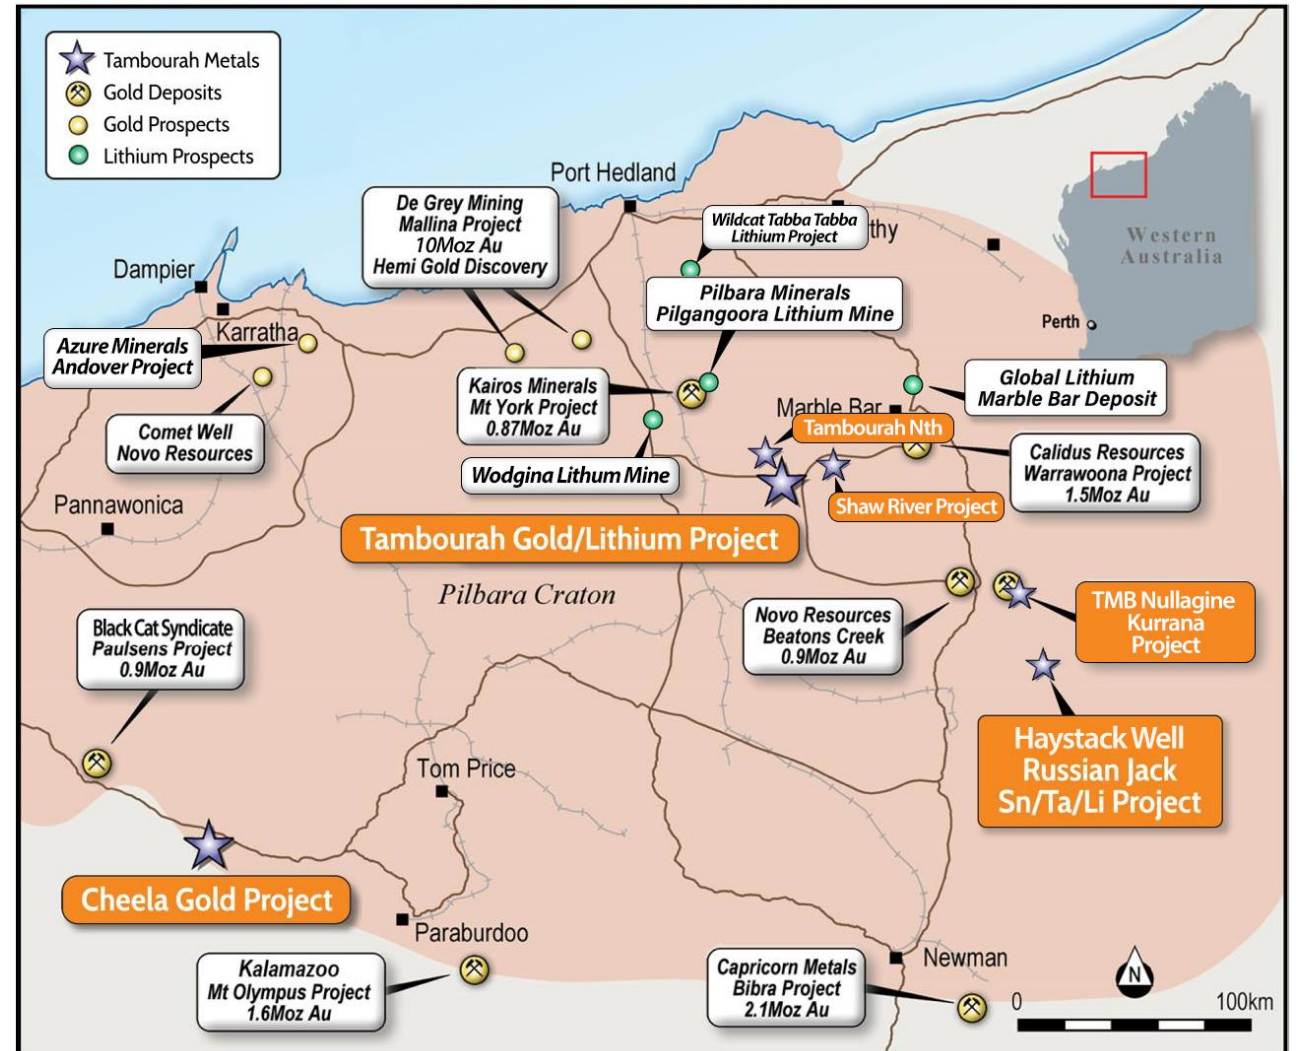 Tambourah Metals
Gold Deposits
Gold Prospects
Lithium Prospects
Port Hedland
De Grey Mining
Mallina Project
10Moz Au
Hemi Gold Discovery
Wildcat Tabba Tabba
Lithium Project
thy
Western
Australia
Perth
Dampier
Karratha
Pilbara Minerals
Pilgangoora Lithium Mine
Azure Minerals
Andover Project
Kairos Minerals
Mt York Project
0.87Moz Au
Global Lithium
Marble Bar Deposit
Marble Bar
Tambourah Nth
Comet Well
Novo Resources
Wodgina Lithum Mine
Calidus Resources
Warrawoona Project
1.5Moz Au
Pannawonica
Shaw River Project
Tambourah Gold/Lithium Project
Pilbara Craton
Black Cat Syndicate
Paulsens Project
0.9Moz Au
Novo Resources
Beatons Creek
0.9Moz Au
TMB Nullagine
Kurrana
Project
Haystack Well
Russian Jack
Sn/Ta/Li Project
Tom Price
Cheela Gold Project
Paraburdoo
Kalamazoo
Mt Olympus Project
1.6Moz Au
Capricorn Metals
Bibra Project
2.1Moz Au
Newman
N
0 100km